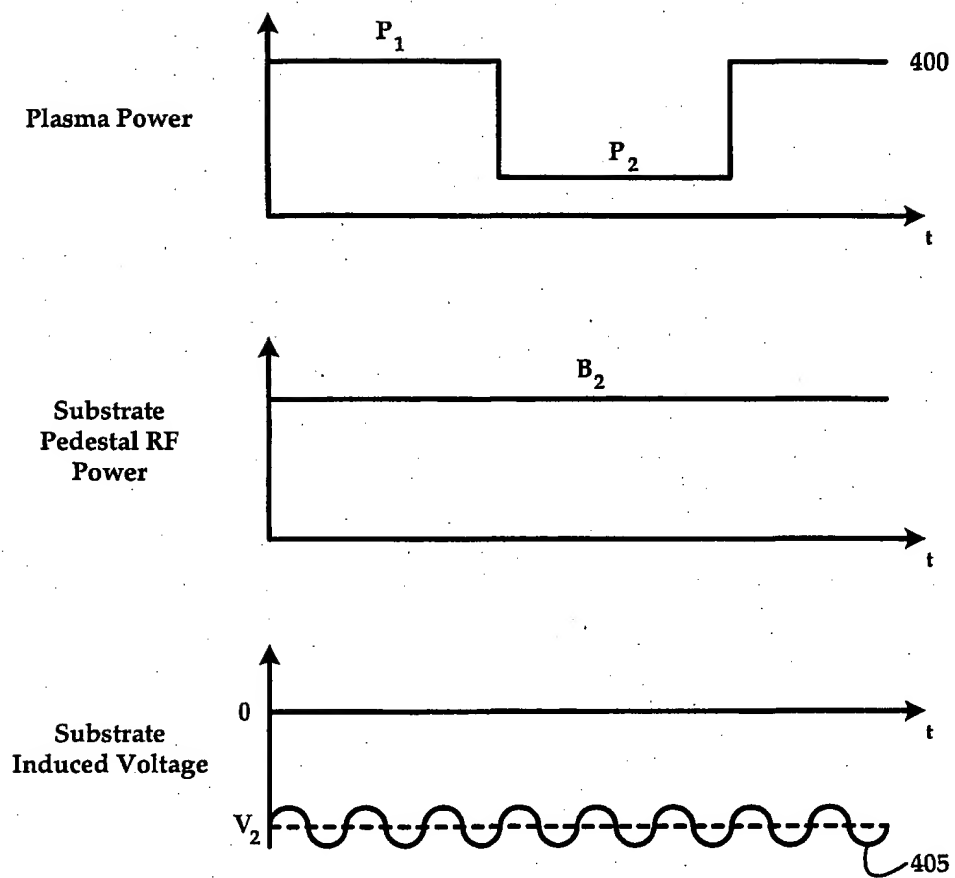 P1
400
Plasma Power
P2
t
B2
Substrate
Pedestal RF
Power
t
0
t
Substrate
Induced Voltage
V2
405